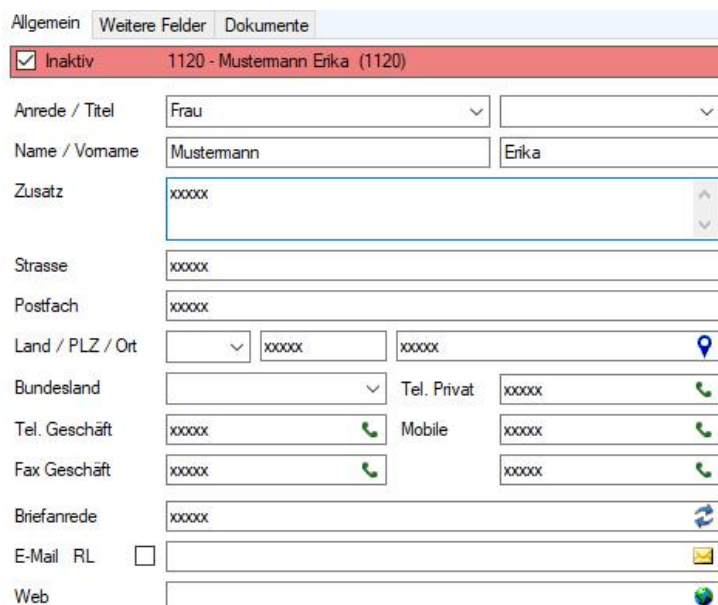 Allgemein Weitere Felder Dokumente
Inaktiv 1120 - Mustermann Erika (1120)
Anrede / Titel Frau
Name / Vorname Mustermann Erika
Zusatz xxxxx
Strasse xxxxx
Postfach xxxxx
Land / PLZ / Ort xxxxx xxxxx
Bundesland Tel. Privat xxxxx
Tel. Geschäft xxxxx Mobile xxxxx
Fax Geschäft xxxxx xxxxx
Briefanrede xxxxx
E-Mail RL
Web